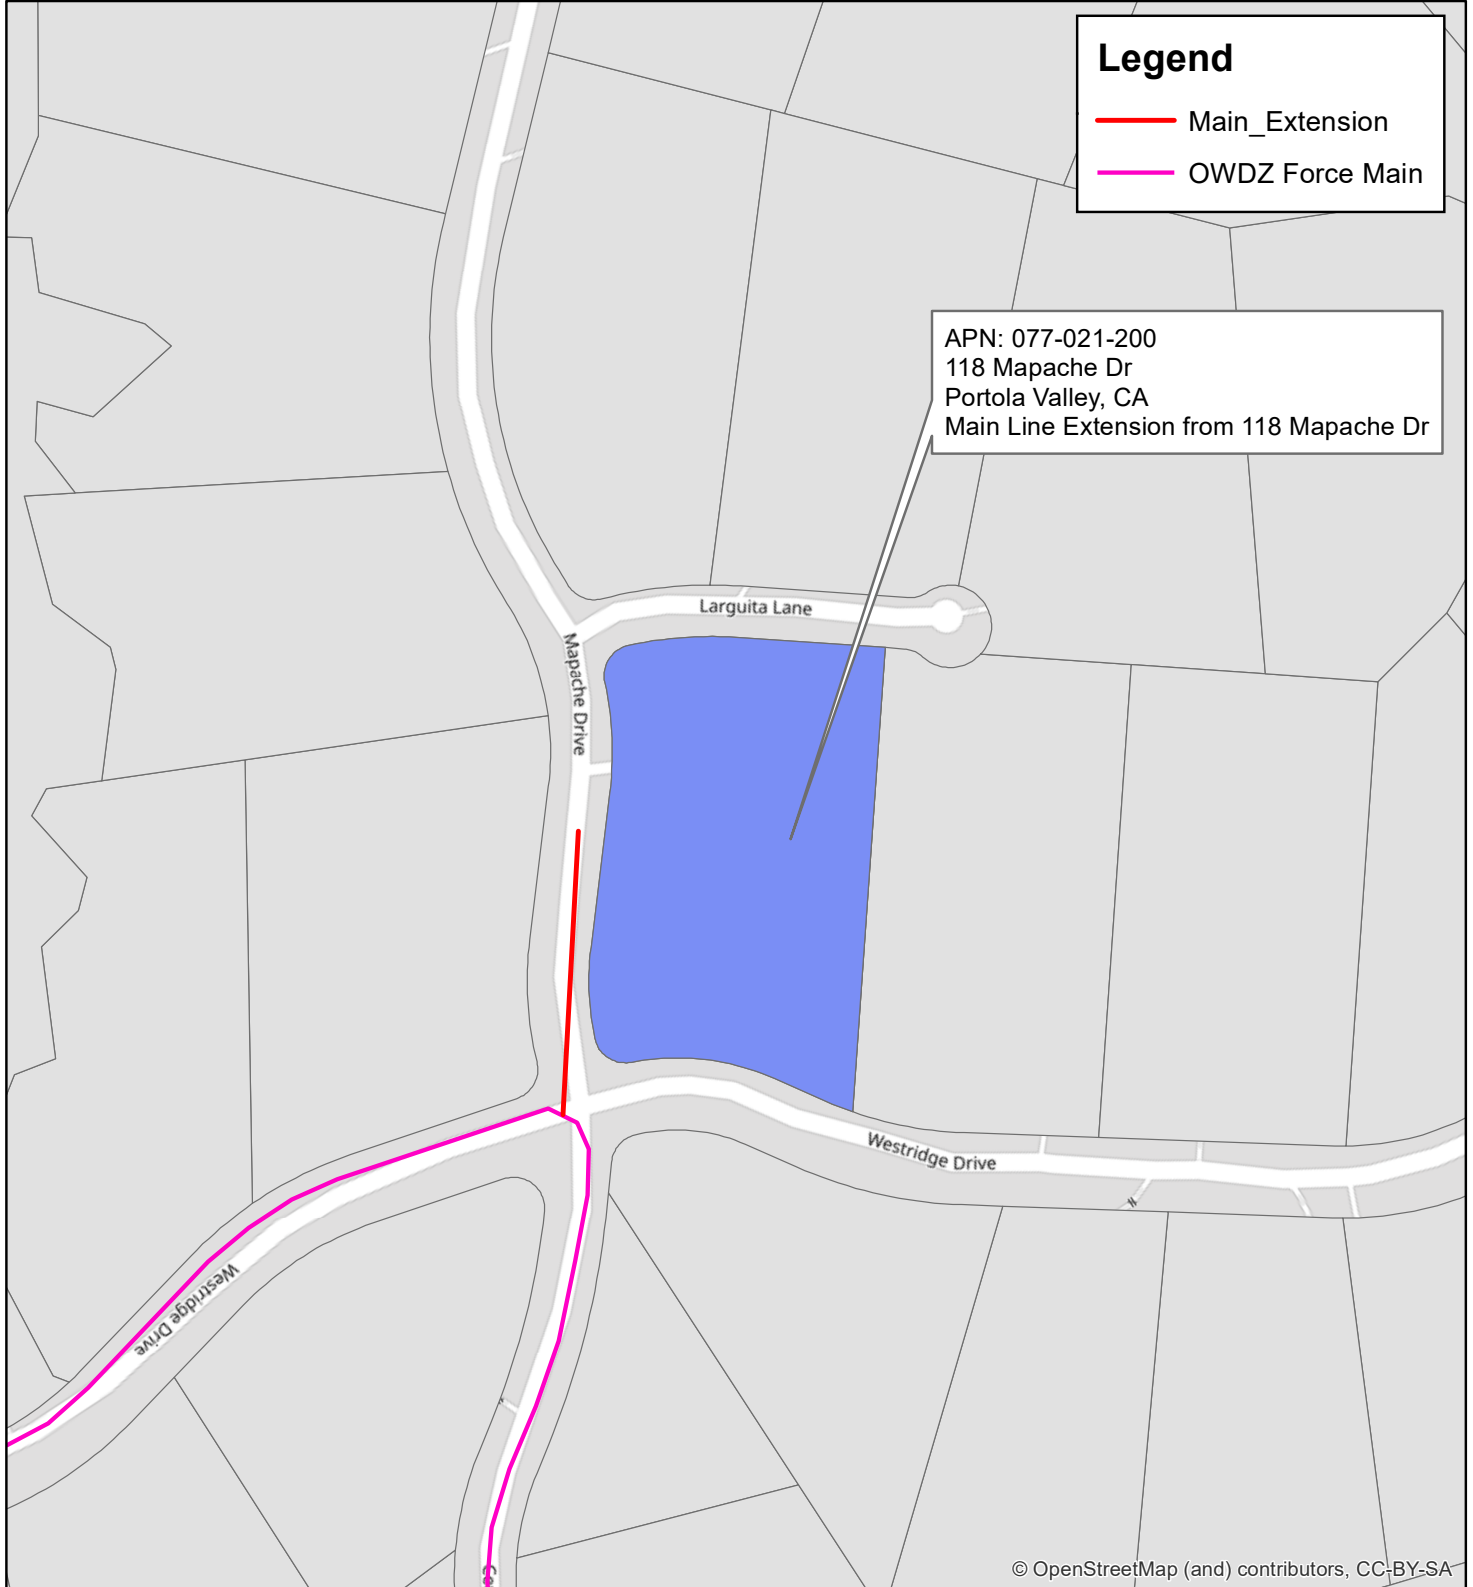 Legend
Main_Extension
OWDZ Force Main
APN: 077-021-200
118 Mapache Dr
Portola Valley, CA
Main Line Extension from 118 Mapache Dr
Larguita Lane
Mapache Drive
Westridge Drive
Westridge Drive
© OpenStreetMap (and) contributors, CC-BY-SA